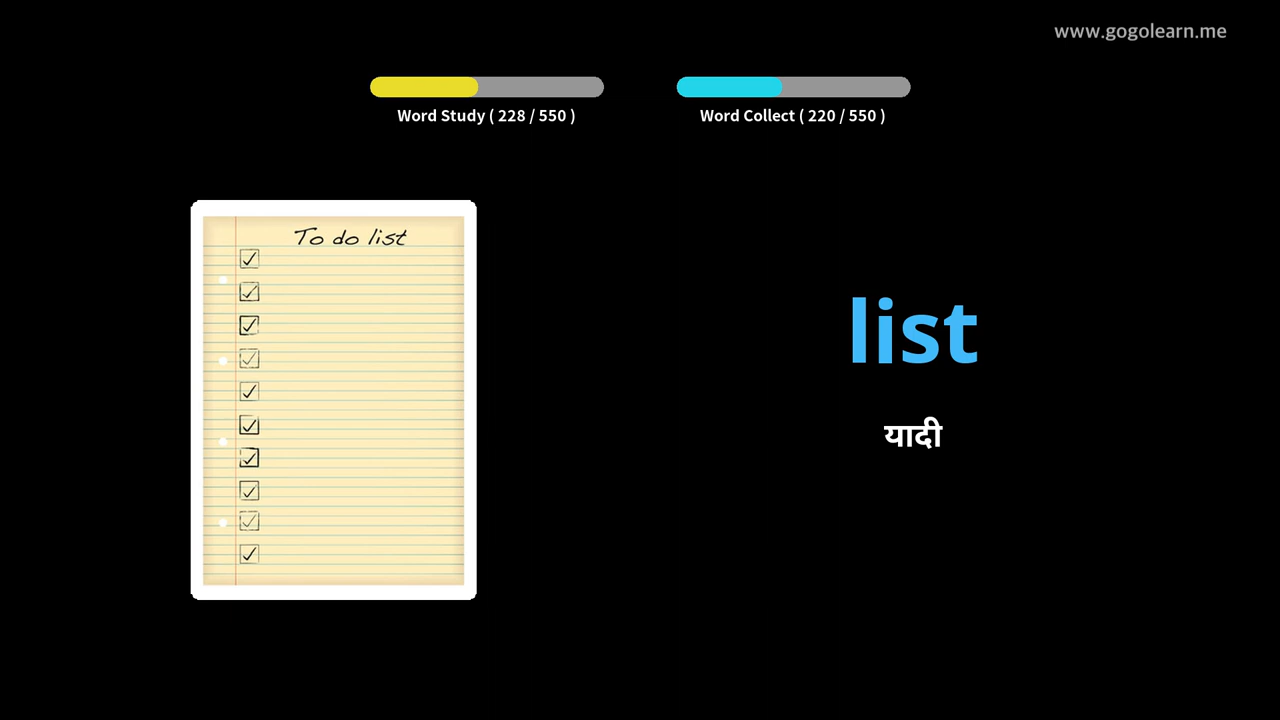 www.gogolearn.me
Word Study ( 228 / 550 )
Word Collect ( 220 / 550 )
To do list
list
यादी